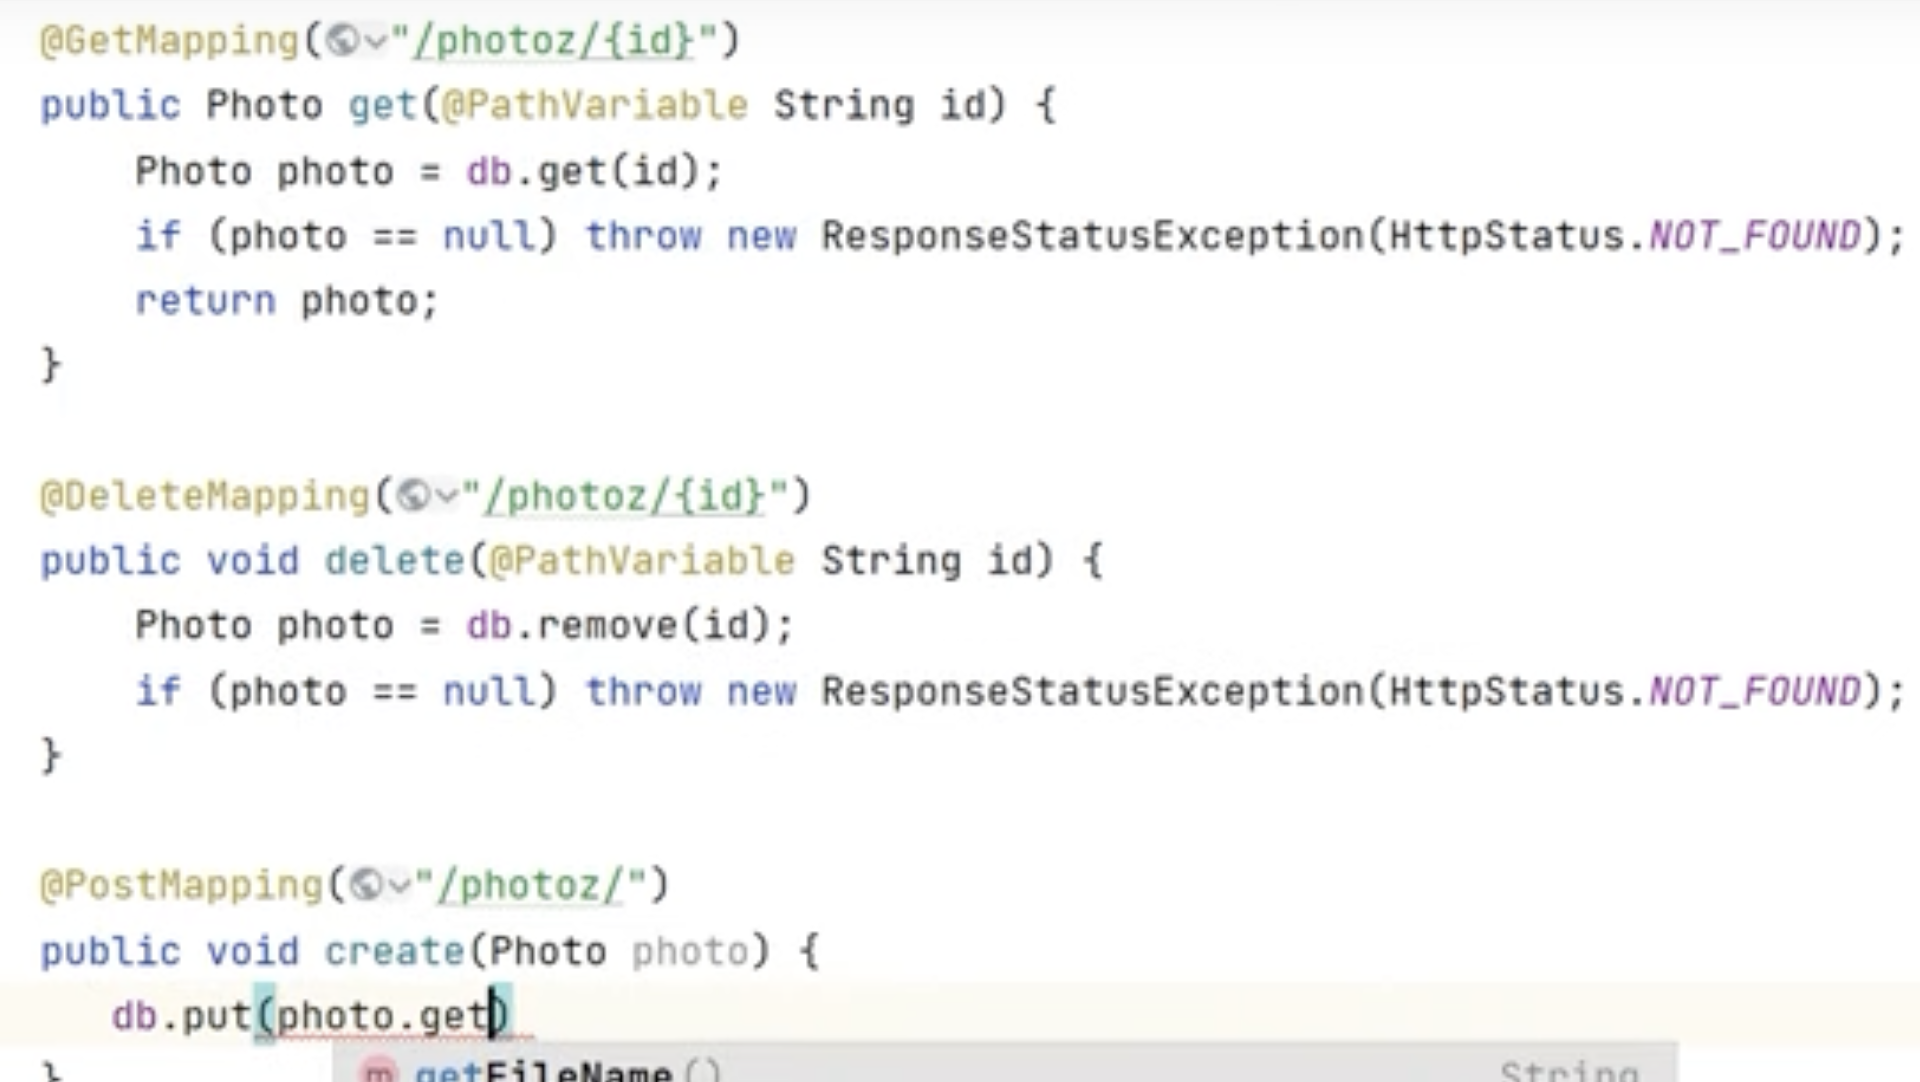 @GetMapping("/photoz/{id}")
public Photo get(@PathVariable String id) {
Photo photo = db.get(id);
if (photo == null) throw new ResponseStatusException(HttpStatus.NOT_FOUND);
return photo;
}
@DeleteMapping("/photoz/{id}")
public void delete(@PathVariable String id) {
Photo photo = db.remove(id);
if (photo == null) throw new ResponseStatusException(HttpStatus.NOT_FOUND);
}
@PostMapping("/photoz/")
public void create(Photo photo) {
db.put(photo.get)
}
m getFileName() String